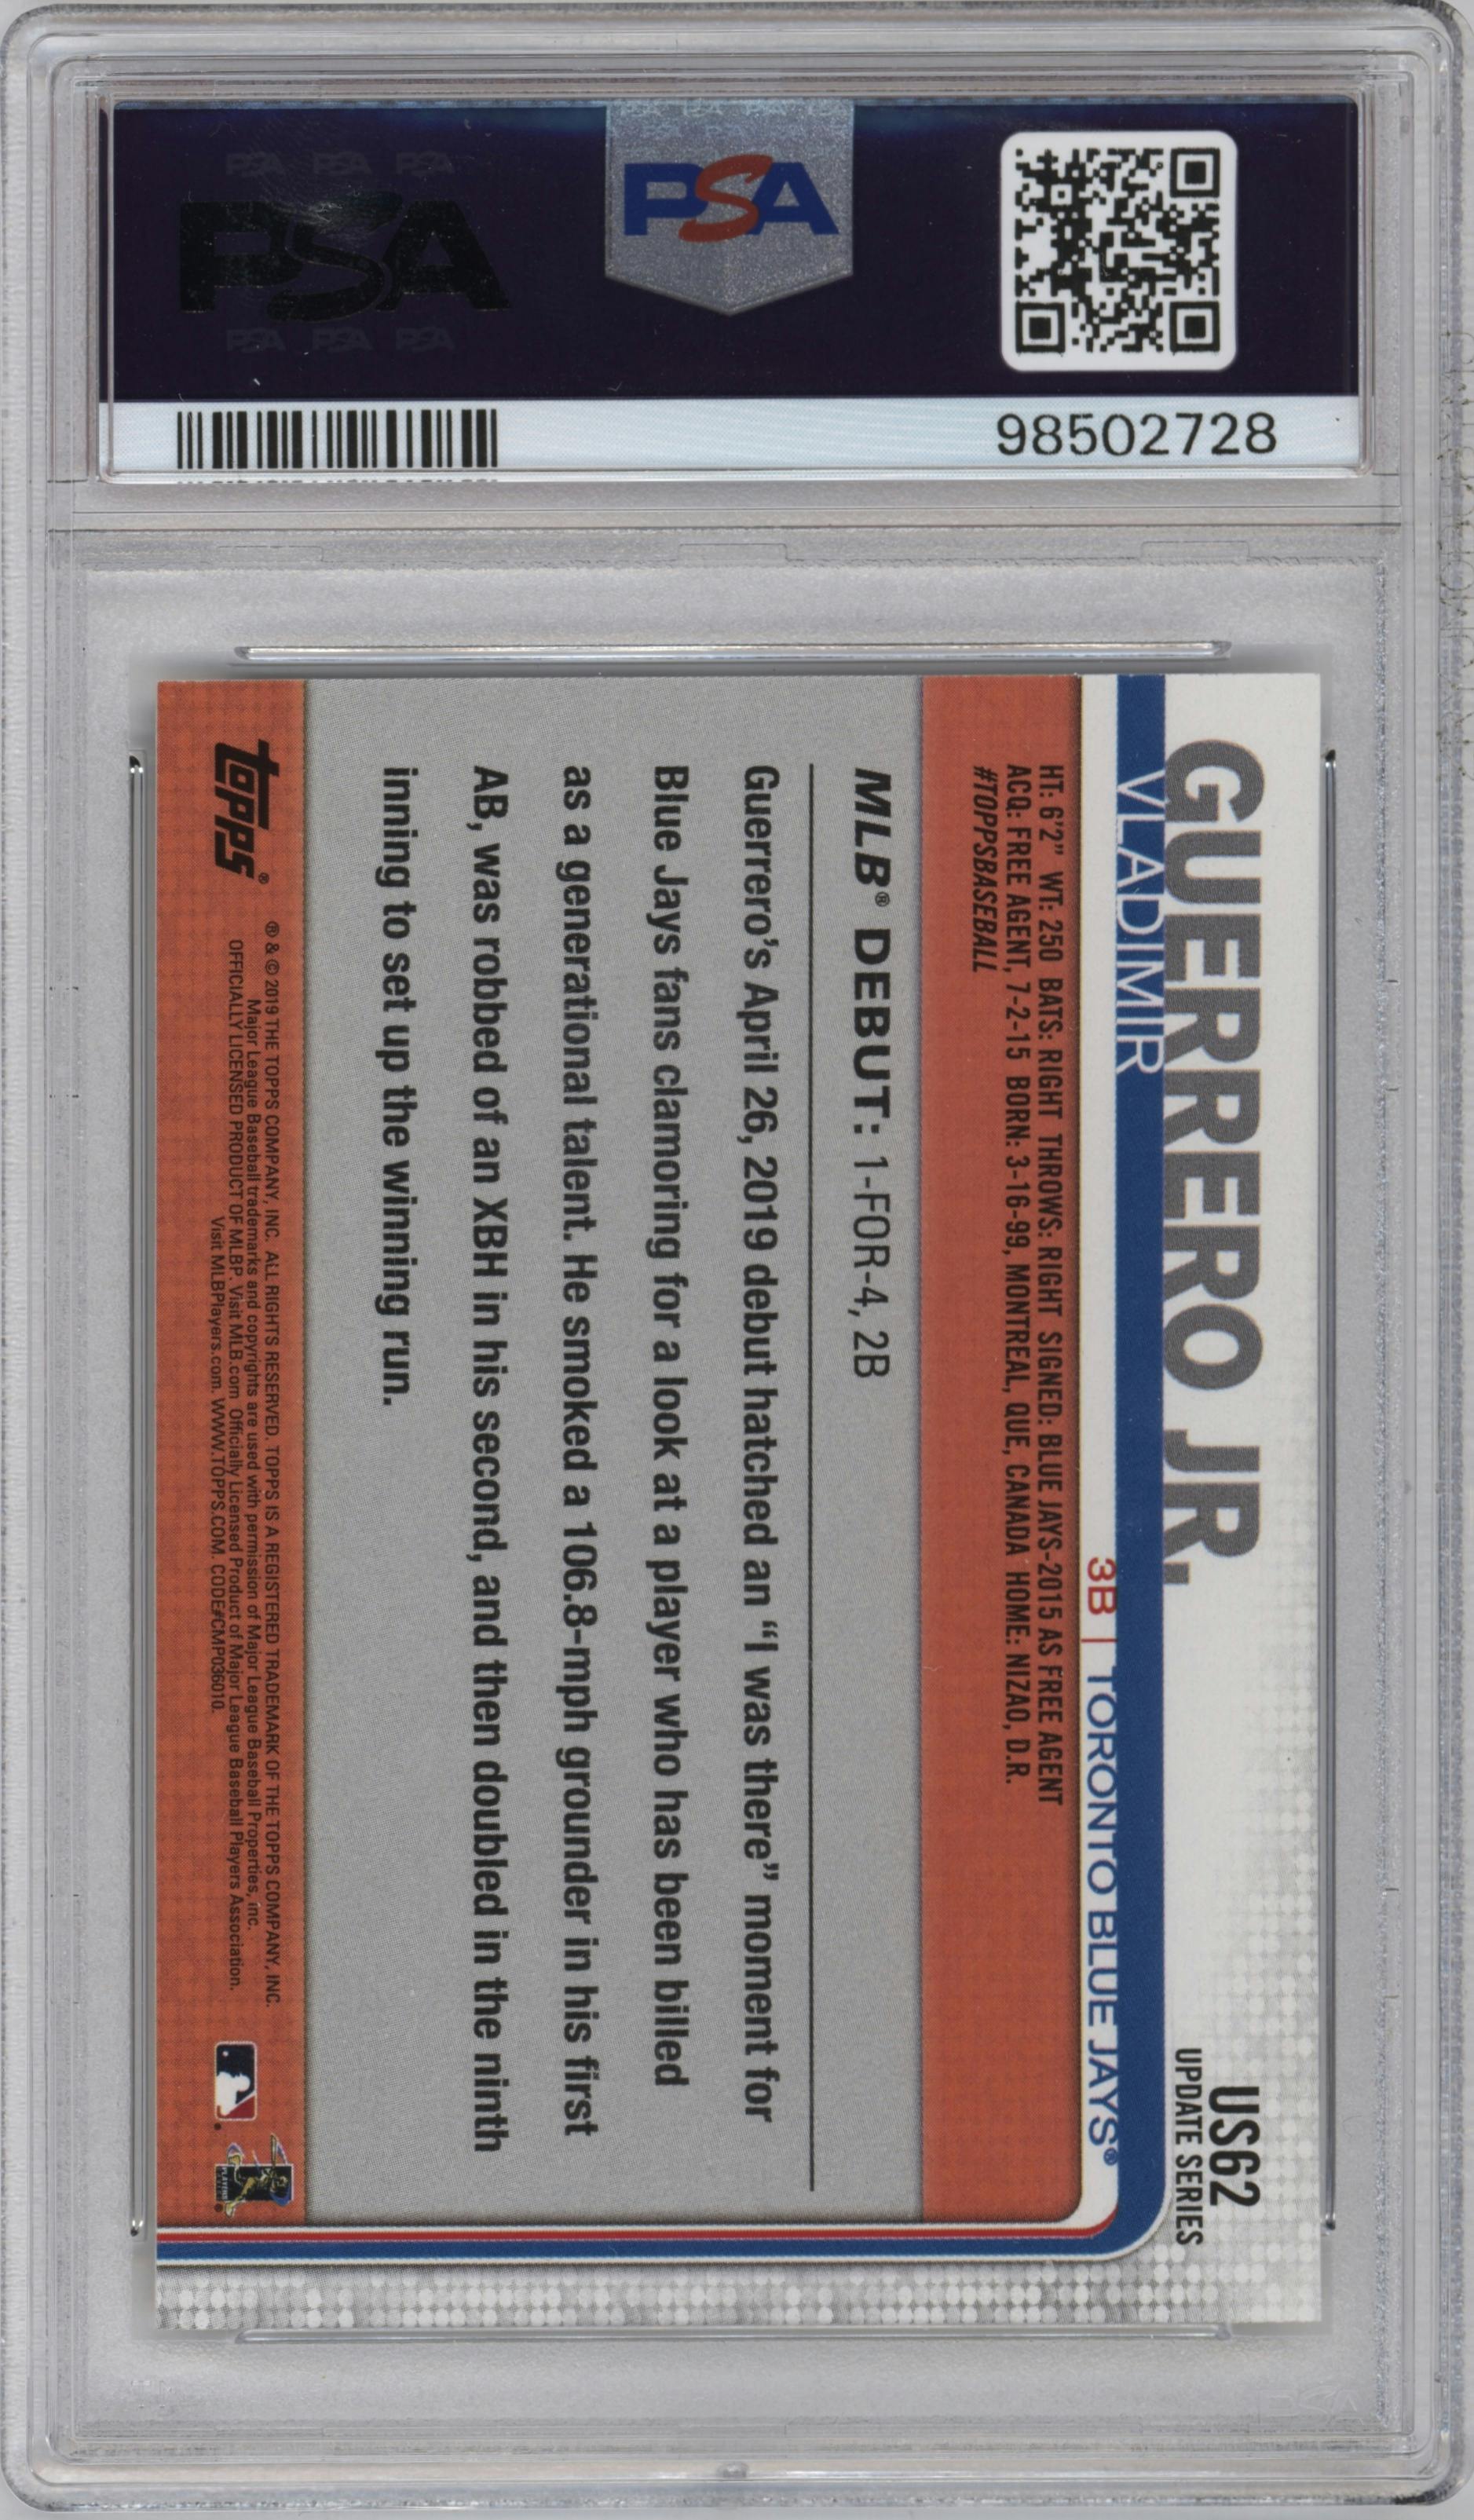 PSA PSA PSA
PSA
PSA PSA PSA
PSA
98502728
GUERRERO JR.
VLADIMIR
3B | TORONTO BLUE JAYS®
US62
UPDATE SERIES
HT: 6'2" WT: 250 BATS: RIGHT THROWS: RIGHT SIGNED: BLUE JAYS-2015 AS FREE AGENT
ACQ: FREE AGENT, 7-2-15 BORN: 3-16-99, MONTREAL, QUE, CANADA HOME: NIZAO, D.R.
#TOPPSBASEBALL
MLB® DEBUT: 1-FOR-4, 2B
Guerrero's April 26, 2019 debut hatched an “I was there” moment for
Blue Jays fans clamoring for a look at a player who has been billed
as a generational talent. He smoked a 106.8-mph grounder in his first
AB, was robbed of an XBH in his second, and then doubled in the ninth
inning to set up the winning run.
topps®
® & © 2019 THE TOPPS COMPANY, INC. ALL RIGHTS RESERVED. TOPPS IS A REGISTERED TRADEMARK OF THE TOPPS COMPANY, INC.
Major League Baseball trademarks and copyrights are used with permission of Major League Baseball Properties, Inc.
OFFICIALLY LICENSED PRODUCT OF MLBP. Visit MLB.com Officially Licensed Product of Major League Baseball Players Association.
Visit MLBPlayers.com. WWW.TOPPS.COM. CODE#CMP036010.
PLAYERS